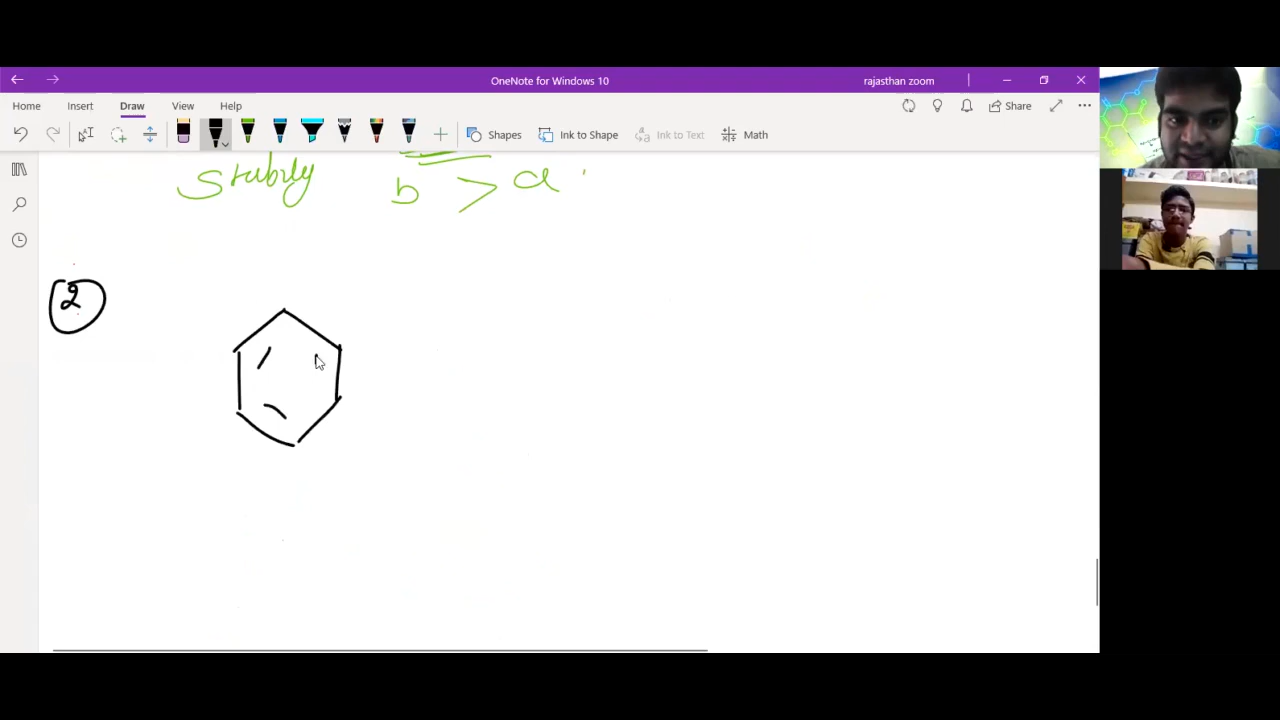 OneNote for Windows 10
rajasthan zoom
Home Insert Draw View Help
Share
Shapes Ink to Shape Ink to Text Math
Stabily b > a
2